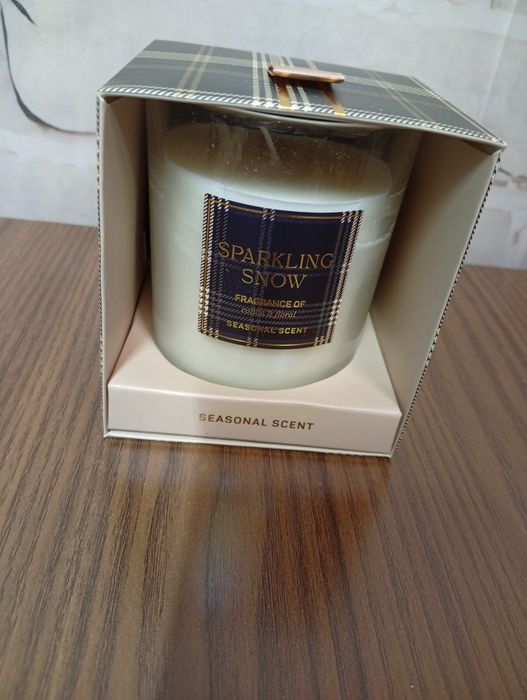 SPARKLING
SNOW
FRAGRANCE OF
cotton & floral
SEASONAL SCENT
SEASONAL SCENT